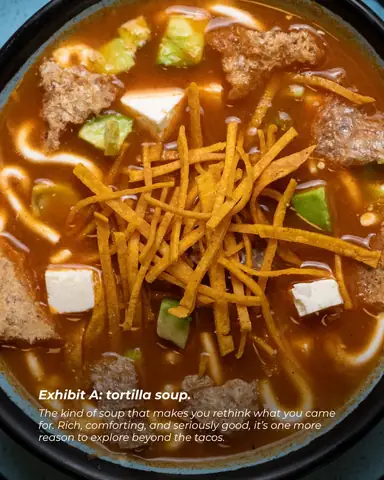 Exhibit A: tortilla soup.
The kind of soup that makes you rethink what you came
for. Rich, comforting, and seriously good, it's one more
reason to explore beyond the tacos.